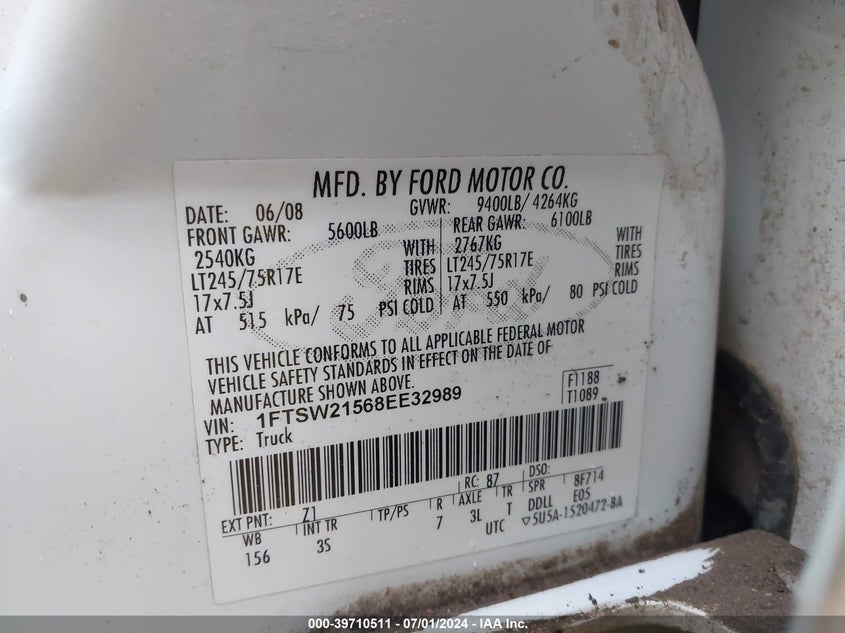 MFD. BY FORD MOTOR CO.
DATE: 06/08 GVWR: 9400LB/ 4264KG
FRONT GAWR: 5600LB REAR GAWR: 6100LB
2540KG WITH 2767KG WITH
LT245/75R17E TIRES LT245/75R17E TIRES
17x7.5J RIMS 17x7.5J RIMS
AT 515 kPa/ 75 PSI COLD AT 550 kPa/ 80 PSI COLD
THIS VEHICLE CONFORMS TO ALL APPLICABLE FEDERAL MOTOR
VEHICLE SAFETY STANDARDS IN EFFECT ON THE DATE OF
MANUFACTURE SHOWN ABOVE.
VIN: 1FTSW21568EE32989 F1188
TYPE: Truck T1089
EXT PNT: Z1 RC: 87 DSO:
WB INT TR TP/PS R AXLE TR SPR 8F714
156 3S 7 3L T DDLL E05
UTC ▽5U5A-1520472-BA
000-39710511 - 07/01/2024 - IAA Inc.